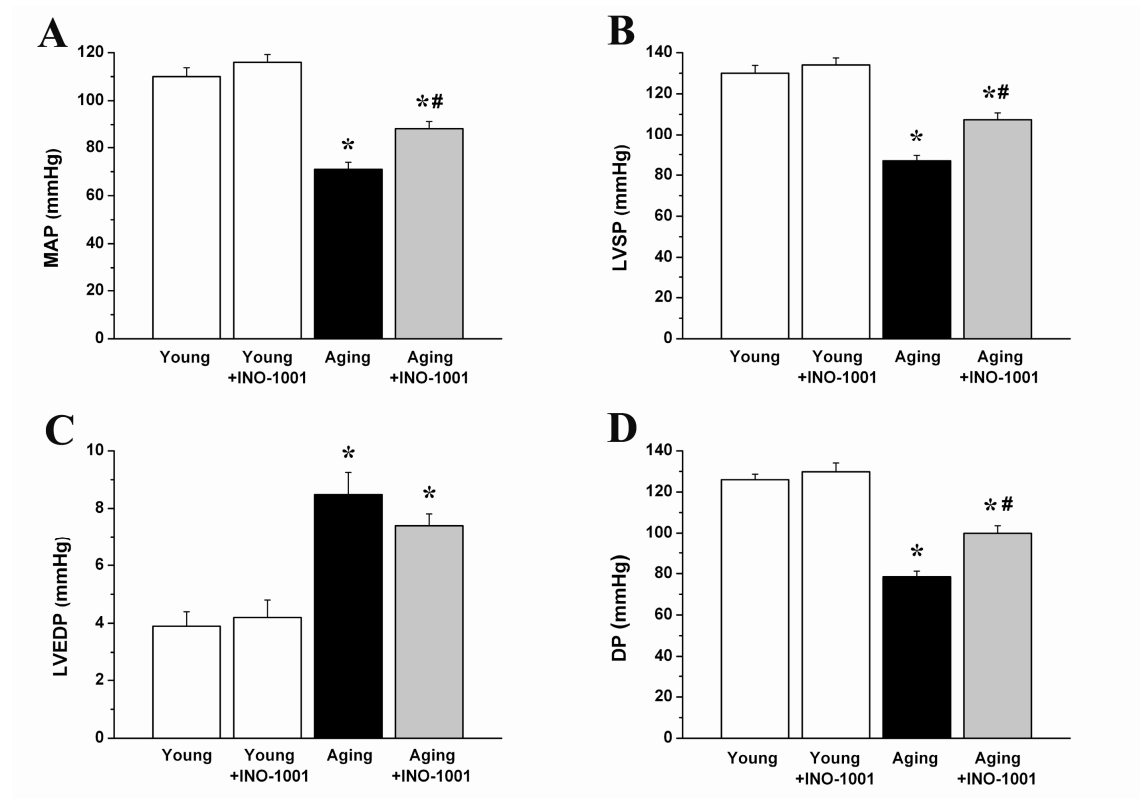 A
MAP (mmHg)
120
100
80
60
40
20
0
*
*#
Young
Young
+INO-1001
Aging
Aging
+INO-1001
B
LVSP (mmHg)
140
120
100
80
60
40
20
0
*
*#
Young
Young
+INO-1001
Aging
Aging
+INO-1001
C
LVEDP (mmHg)
10
8
6
4
2
0
*
*
Young
Young
+INO-1001
Aging
Aging
+INO-1001
D
DP (mmHg)
140
120
100
80
60
40
20
0
*
*#
Young
Young
+INO-1001
Aging
Aging
+INO-1001